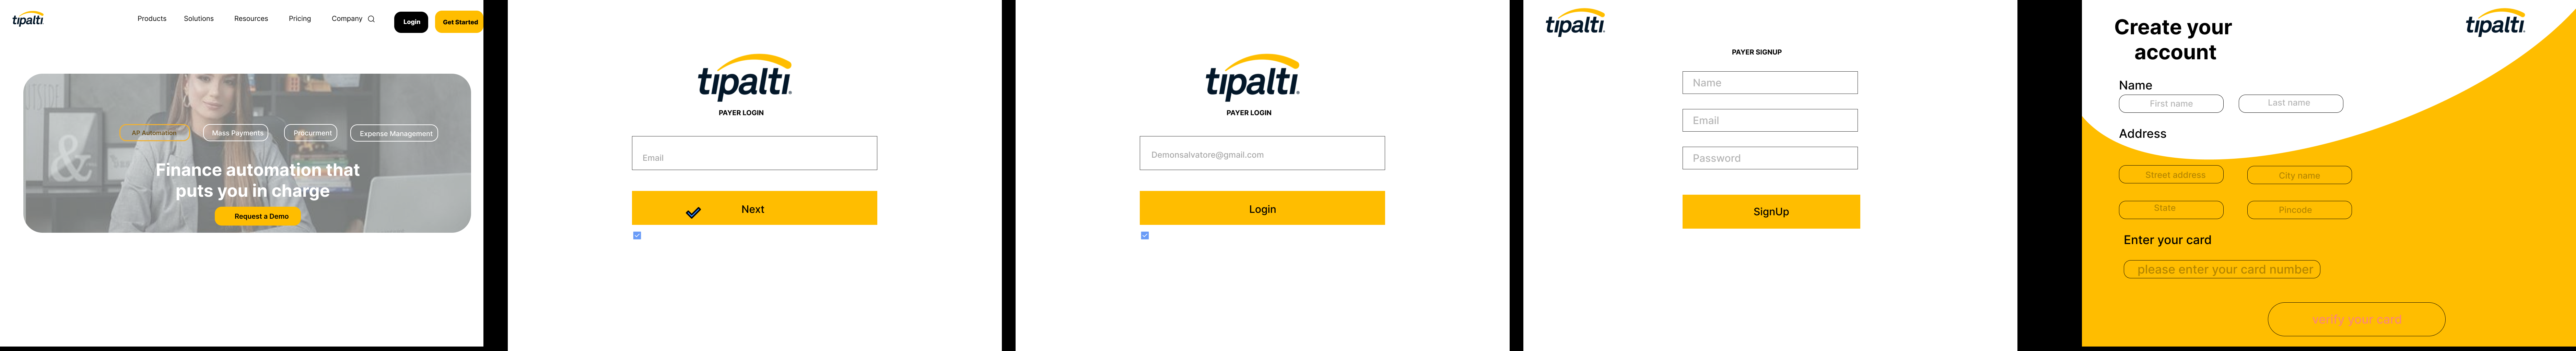 tipalti
Products Solutions Resources Pricing Company
Login
Get Started
AP Automation
Mass Payments
Procurment
Expense Management
&
Finance automation that
puts you in charge
Request a Demo
tipalti
PAYER LOGIN
Email
Next
tipalti
PAYER LOGIN
Demonsalvatore@gmail.com
Login
tipalti
PAYER SIGNUP
Name
Email
Password
SignUp
Create your
account
tipalti
Name
First name
Last name
Address
Street address
City name
State
Pincode
Enter your card
please enter your card number
verify your card